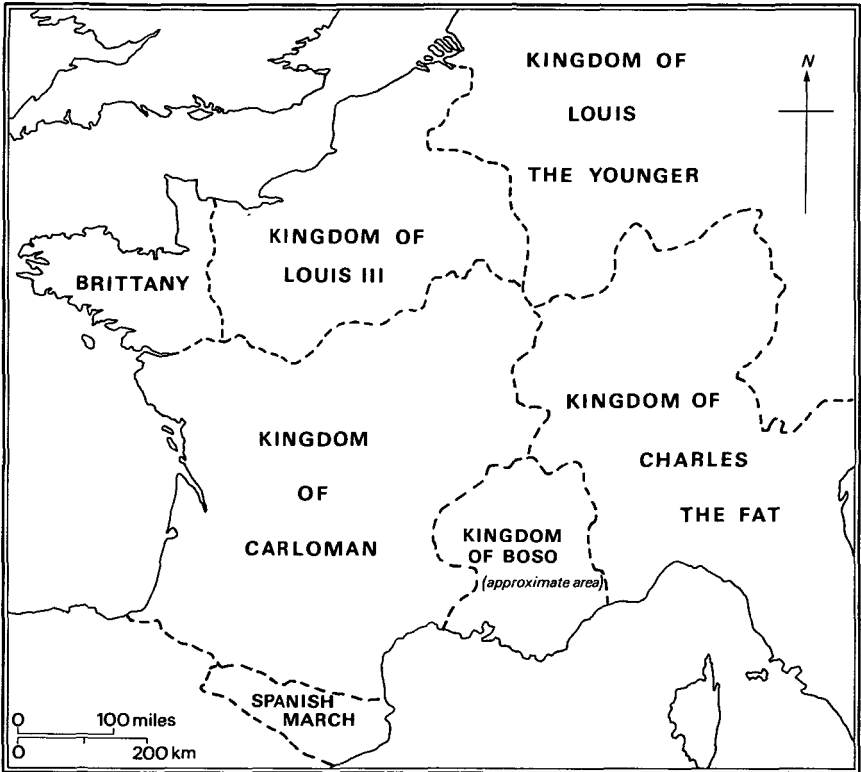 KINGDOM OF
LOUIS
THE YOUNGER
N
KINGDOM OF
LOUIS III
BRITTANY
KINGDOM OF
CHARLES
THE FAT
KINGDOM
OF
CARLOMAN
KINGDOM
OF BOSO
(approximate area)
SPANISH
MARCH
0 100 miles
0 200 km